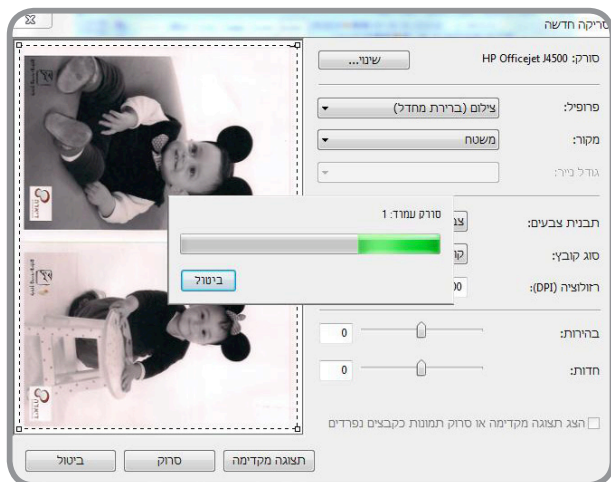 סריקה חדשה
סורק: HP Officejet J4500
שינוי...
פרופיל:
צילום (ברירת מחדל)
מקור:
משטח
גודל נייר:
סורק עמוד: 1
ביטול
תבנית צבעים:
סוג קובץ:
רזולוציה (DPI):
בהירות:
0
חדות:
0
הצג תצוגה מקדימה או סרוק תמונות כקבצים נפרדים
תצוגה מקדימה
סרוק
ביטול